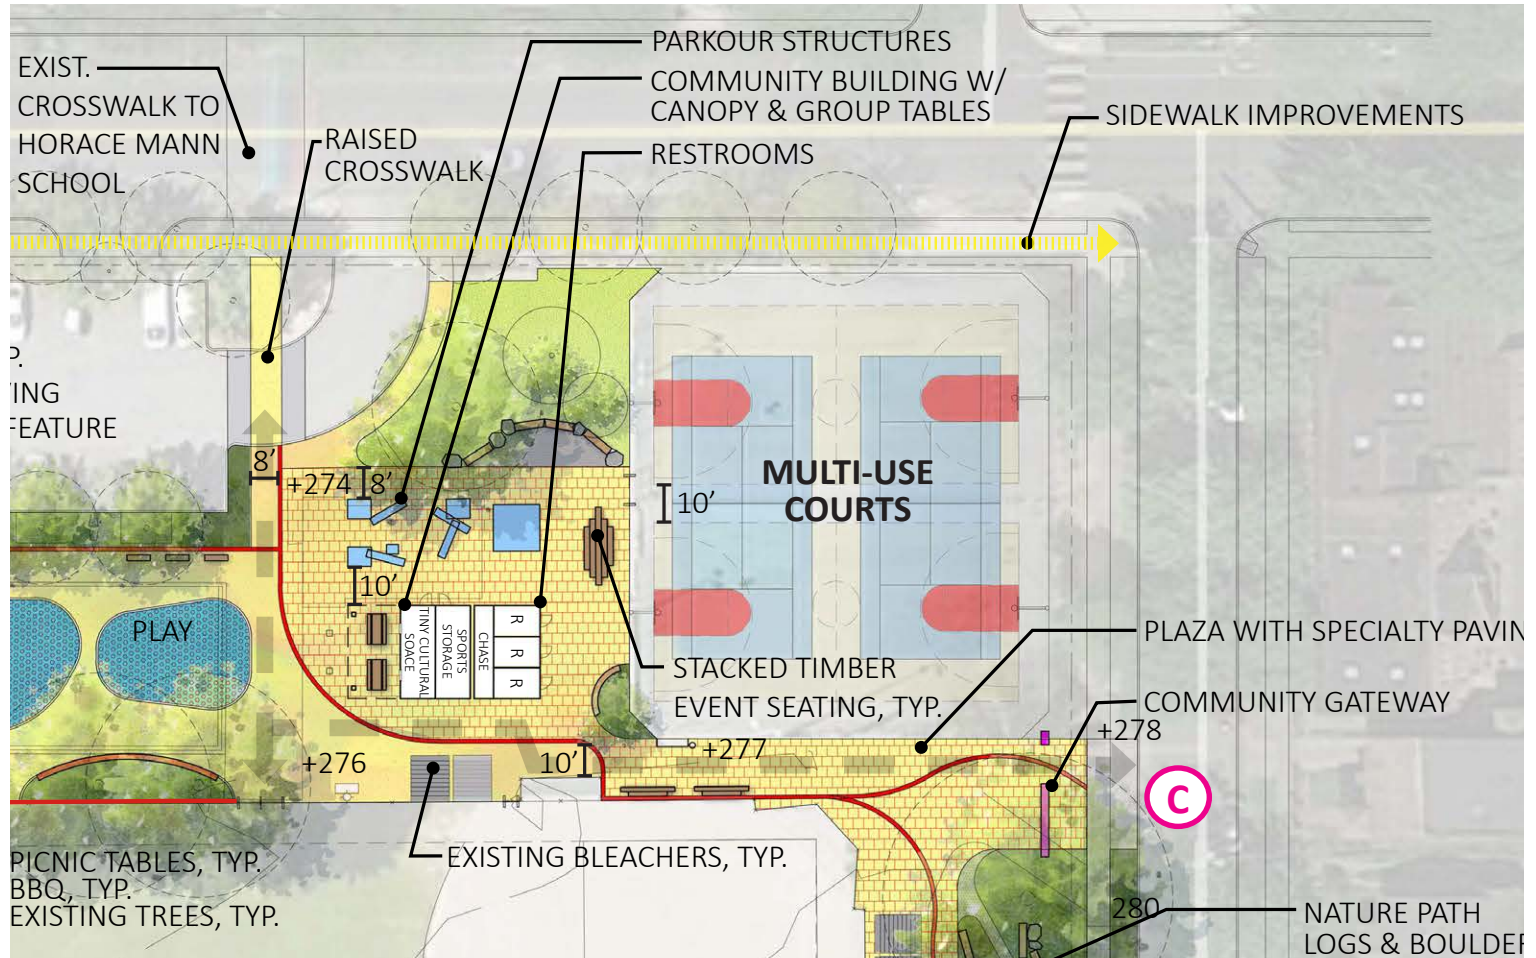 PARKOUR STRUCTURES
EXIST.
CROSSWALK TO
HORACE MANN
SCHOOL
COMMUNITY BUILDING W/
CANOPY & GROUP TABLES
SIDEWALK IMPROVEMENTS
RAISED
CROSSWALK
RESTROOMS
P.
ING
FEATURE
8'
+274
8'
MULTI-USE
COURTS
10'
10'
PLAY
TINY CULTURAL
SOACE
SPORTS
STORAGE
CHASE
R
R
R
PLAZA WITH SPECIALTY PAVIN
STACKED TIMBER
EVENT SEATING, TYP.
COMMUNITY GATEWAY
+278
+277
+276
10'
C
EXISTING BLEACHERS, TYP.
PICNIC TABLES, TYP.
BBQ, TYP.
EXISTING TREES, TYP.
280
NATURE PATH
LOGS & BOULDER